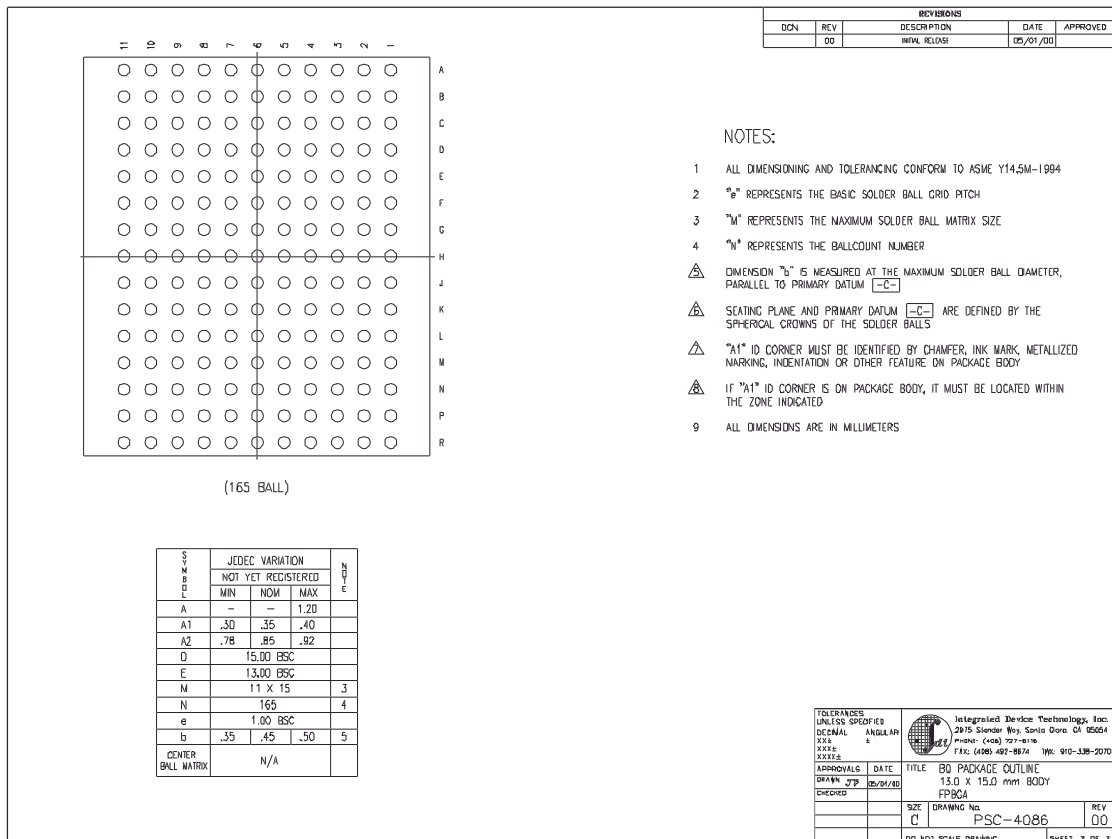 REVISIONS
DCN REV DESCRIPTION DATE APPROVED
00 INITIAL RELEASE 05/01/00
11 10 9 8 7 6 5 4 3 2 1
A
B
C
D
E
F
G
H
J
K
L
M
N
P
R
(165 BALL)
NOTES:
1 ALL DIMENSIONING AND TOLERANCING CONFORM TO ASME Y14.5M-1994
2 "e" REPRESENTS THE BASIC SOLDER BALL GRID PITCH
3 "M" REPRESENTS THE MAXIMUM SOLDER BALL MATRIX SIZE
4 "N" REPRESENTS THE BALLCOUNT NUMBER
5 DIMENSION "b" IS MEASURED AT THE MAXIMUM SOLDER BALL DIAMETER,
PARALLEL TO PRIMARY DATUM -C-
6 SEATING PLANE AND PRIMARY DATUM -C- ARE DEFINED BY THE
SPHERICAL CROWNS OF THE SOLDER BALLS
7 "A1" ID CORNER MUST BE IDENTIFIED BY CHAMFER, INK MARK, METALLIZED
MARKING, INDENTATION OR OTHER FEATURE ON PACKAGE BODY
8 IF "A1" ID CORNER IS ON PACKAGE BODY, IT MUST BE LOCATED WITHIN
THE ZONE INDICATED
9 ALL DIMENSIONS ARE IN MILLIMETERS
SYMBOL JEDEC VARIATION NOTE
NOT YET REGISTERED
MIN NOM MAX
A - - 1.20
A1 .30 .35 .40
A2 .78 .85 .92
D 15.00 BSC
E 13.00 BSC
M 11 X 15 3
N 165 4
e 1.00 BSC
b .35 .45 .50 5
CENTER
BALL MATRIX N/A
TOLERANCES
UNLESS SPECIFIED
DECIMAL ANGULAR
XX± ±
XXX±
XXXX±
idt
Integrated Device Technology, Inc.
2975 Stender Way, Santa Clara, CA 95054
PHONE: (408) 727-6116
FAX: (408) 492-8674 TWX: 910-338-2070
APPROVALS DATE
DRAWN 05/01/00
CHECKED
TITLE BQ PACKAGE OUTLINE
13.0 X 15.0 mm BODY
FPBGA
SIZE DRAWING No. REV
C PSC-4086 00
DO NOT SCALE DRAWING